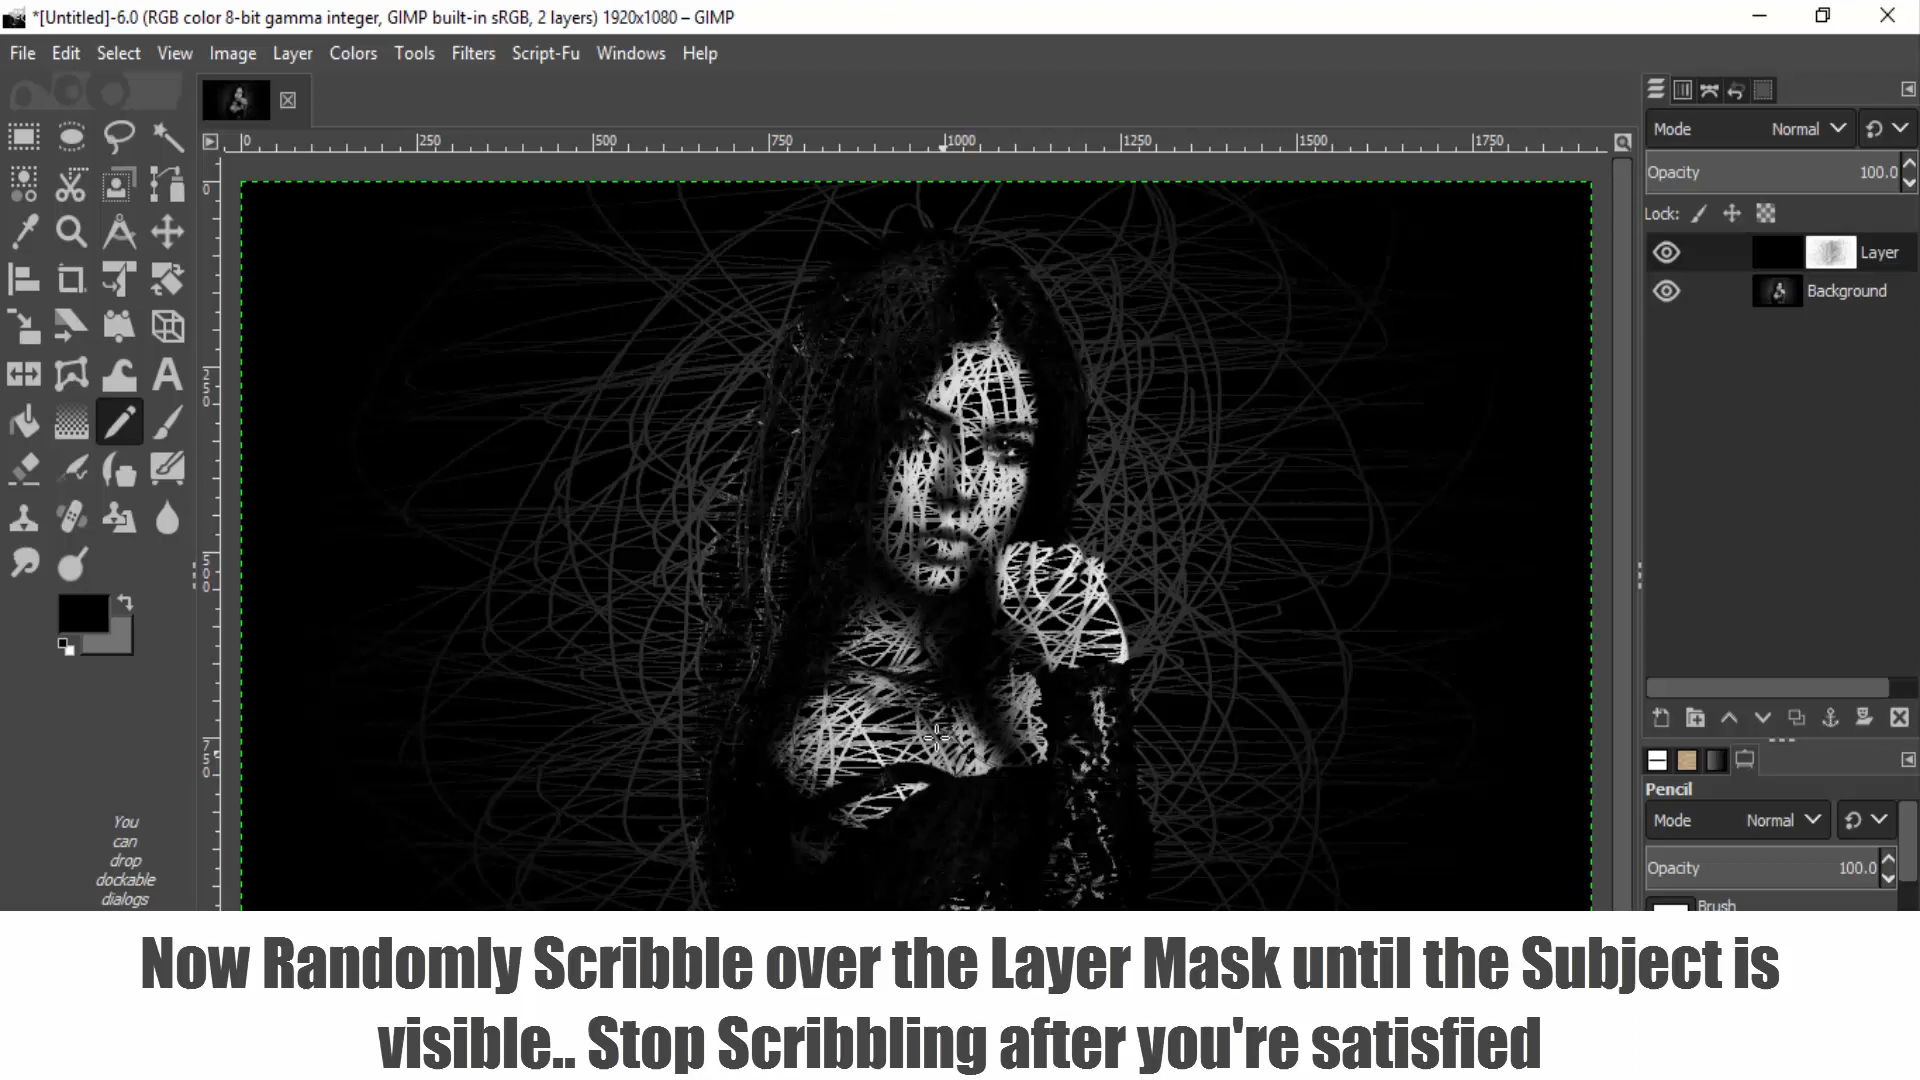 *[Untitled]-6.0 (RGB color 8-bit gamma integer, GIMP built-in sRGB, 2 layers) 1920x1080 – GIMP
File Edit Select View Image Layer Colors Tools Filters Script-Fu Windows Help
0 250 500 750 1000 1250 1500 1750
0
250
500
750
Mode Normal
Opacity 100.0
Lock:
Layer
Background
You
can
drop
dockable
dialogs
Pencil
Mode Normal
Opacity 100.0
Brush
Now Randomly Scribble over the Layer Mask until the Subject is
visible.. Stop Scribbling after you're satisfied